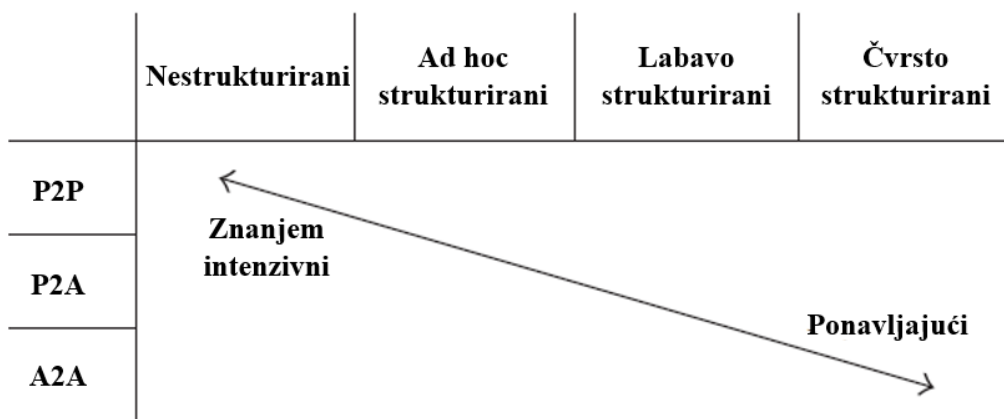 Nestrukturirani
Ad hoc
strukturirani
Labavo
strukturirani
Čvrsto
strukturirani
P2P
P2A
A2A
Znanjem
intenzivni
Ponavljajući